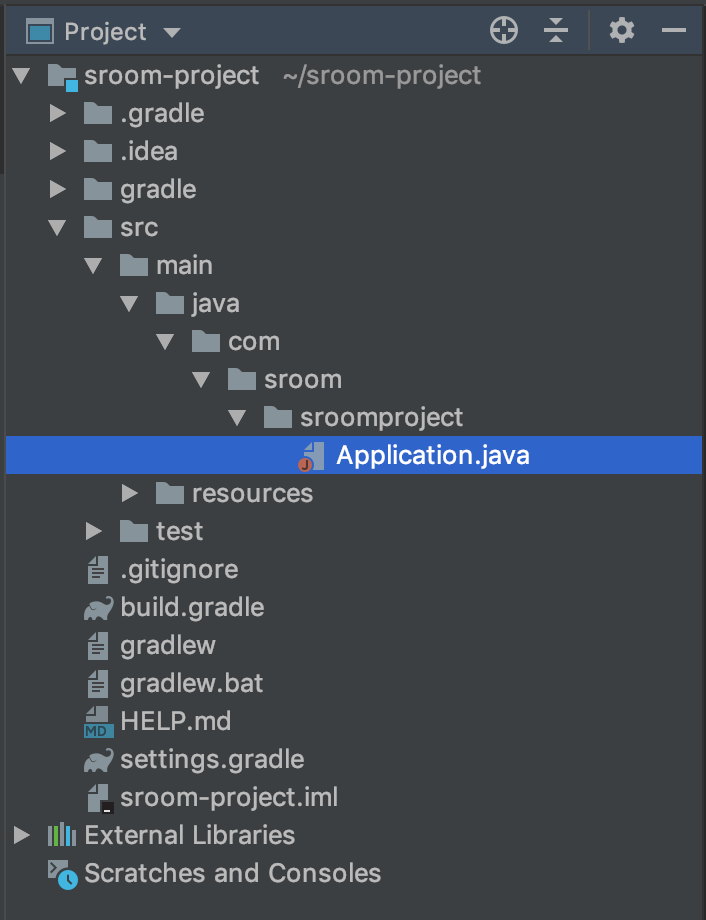 Project
sroom-project ~/sroom-project
.gradle
.idea
gradle
src
main
java
com
sroom
sroomproject
Application.java
resources
test
.gitignore
build.gradle
gradlew
gradlew.bat
HELP.md
settings.gradle
sroom-project.iml
External Libraries
Scratches and Consoles